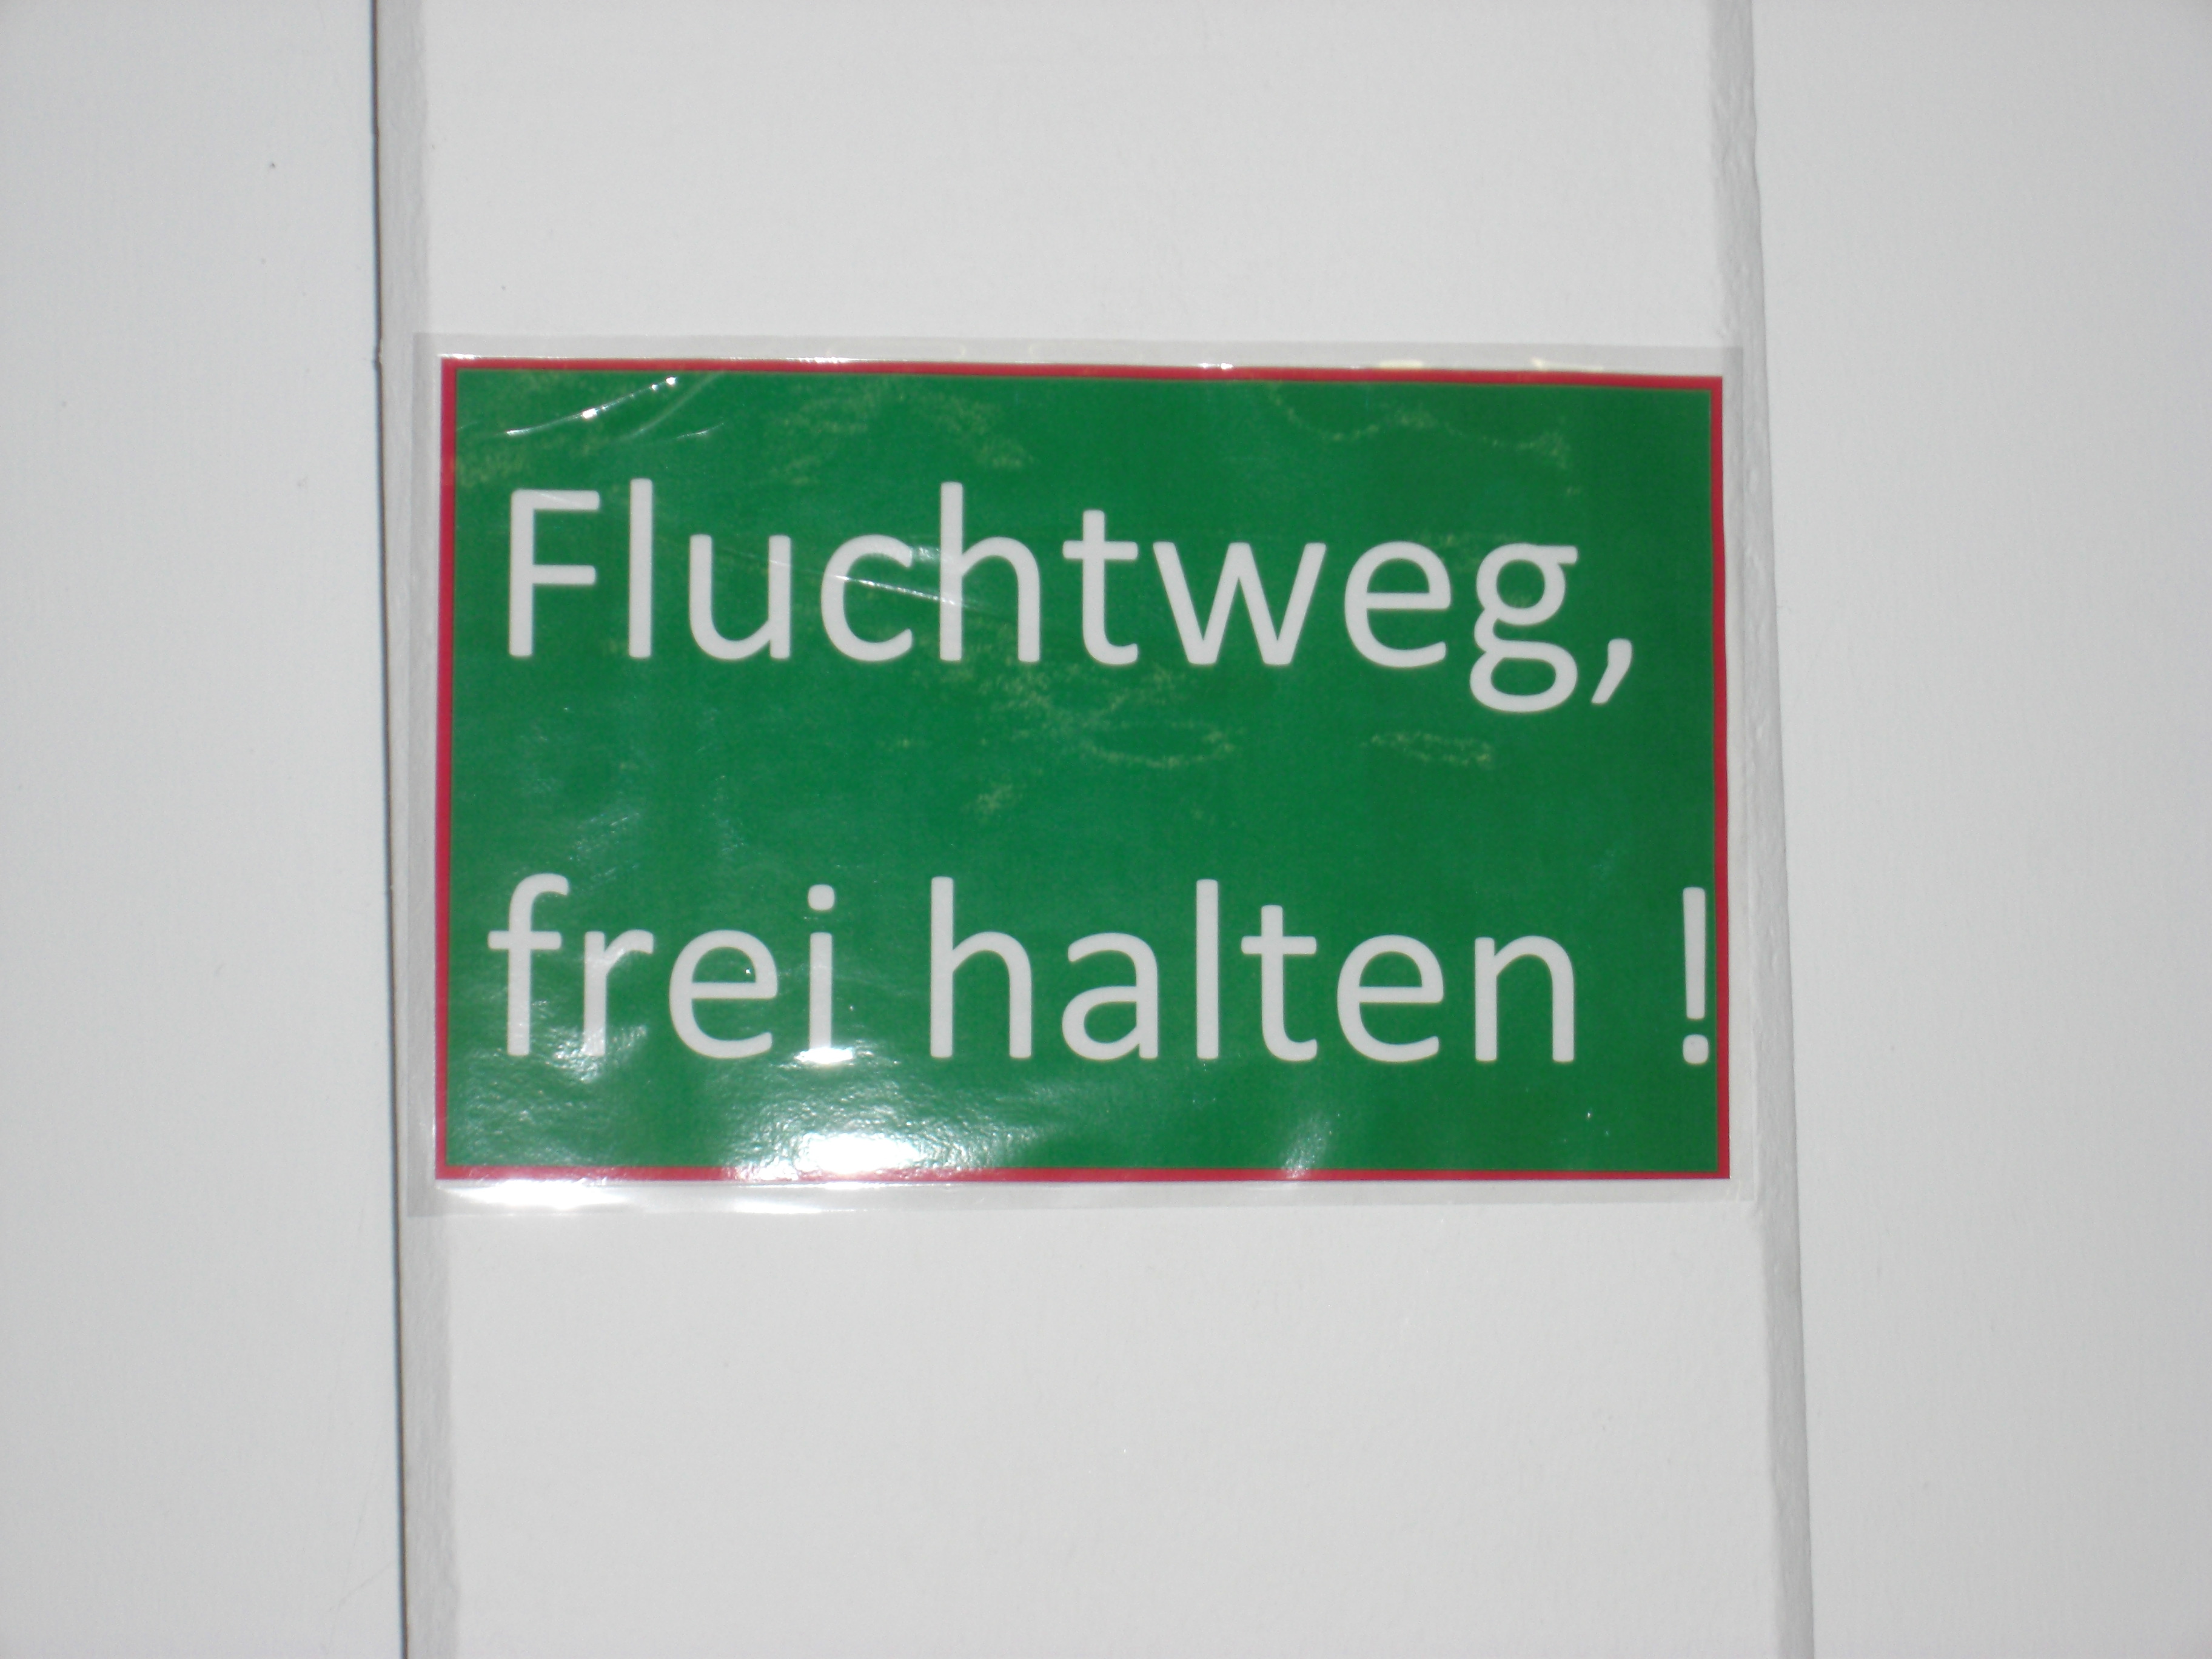 Fluchtweg,
frei halten !